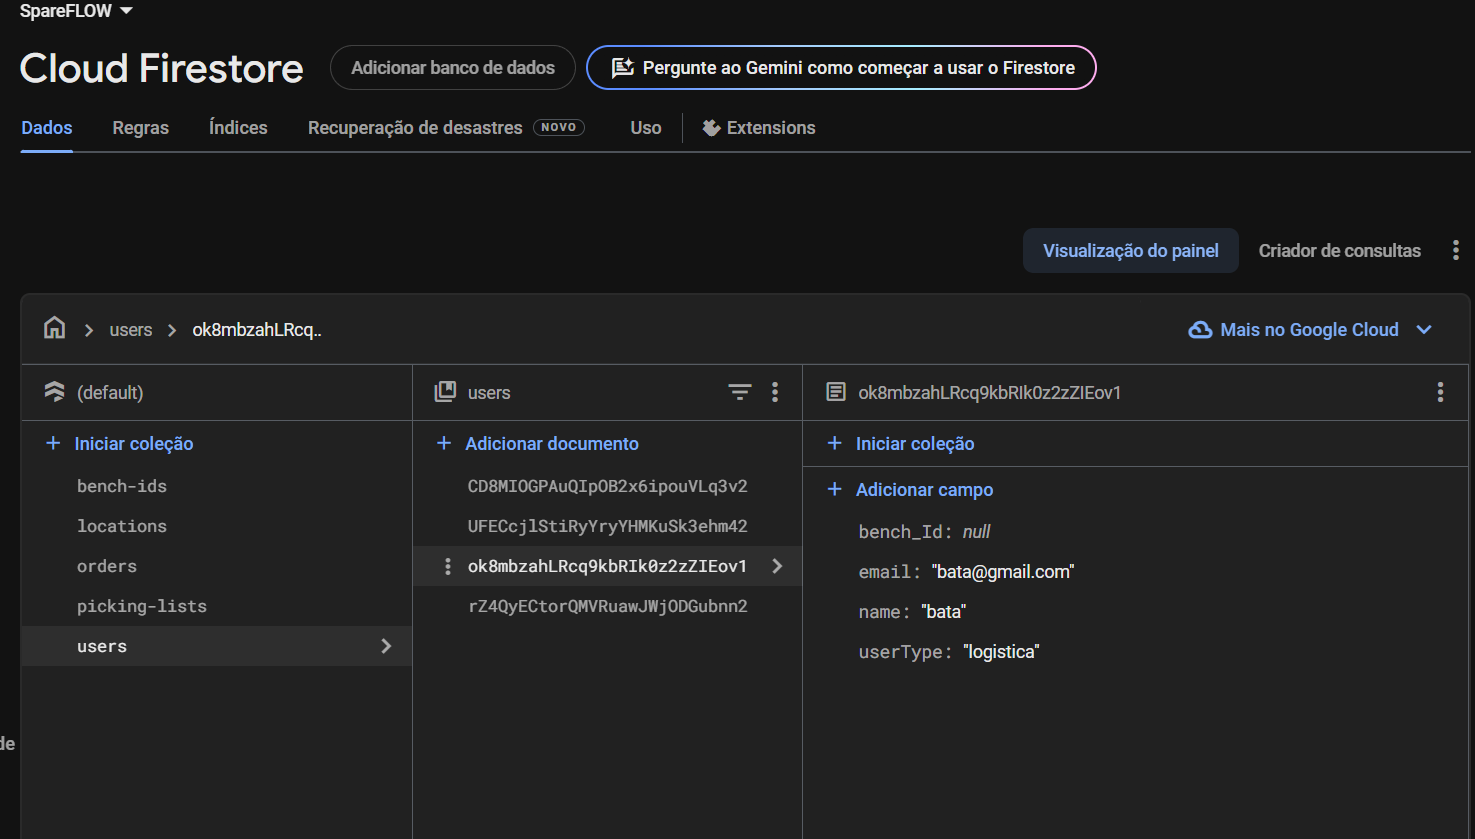 SpareFLOW
Cloud Firestore
Adicionar banco de dados
Pergunte ao Gemini como começar a usar o Firestore
Dados
Regras
Índices
Recuperação de desastres NOVO
Uso
Extensions
Visualização do painel
Criador de consultas
users
ok8mbzahLRcq..
Mais no Google Cloud
(default)
Iniciar coleção
bench-ids
locations
orders
picking-lists
users
users
Adicionar documento
CD8MIOGPAuQIpOB2x6ipouVLq3v2
UFECcjlStiRyYryYHMKuSk3ehm42
ok8mbzahLRcq9kbRIk0z2zZIEov1
rZ4QyECtorQMVRuawJWjODGubnn2
ok8mbzahLRcq9kbRIk0z2zZIEov1
Iniciar coleção
Adicionar campo
bench_Id: null
email: "bata@gmail.com"
name: "bata"
userType: "logistica"
de